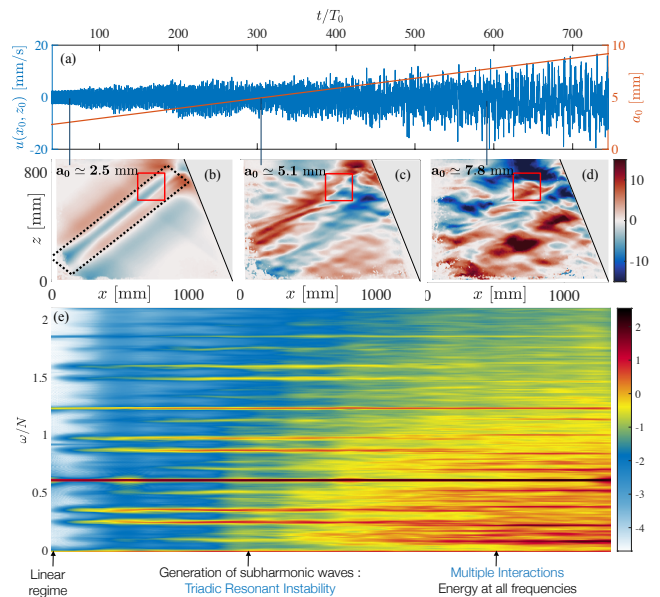 t/T₀
100 200 300 400 500 600 700
(a)
u(x₀, z₀) [mm/s]
20
0
-20
10
5
0
a₀ [mm]
a₀ ≃ 2.5 mm
(b)
a₀ ≃ 5.1 mm
(c)
a₀ ≃ 7.8 mm
(d)
z [mm]
800
0
10
0
-10
0 x [mm] 1000
0 x [mm] 1000
0 x [mm] 1000
(e)
ω/N
2
1.5
1
0.5
0
2
1
0
-1
-2
-3
-4
Linear
regime
Generation of subharmonic waves :
Triadic Resonant Instability
Multiple Interactions
Energy at all frequencies